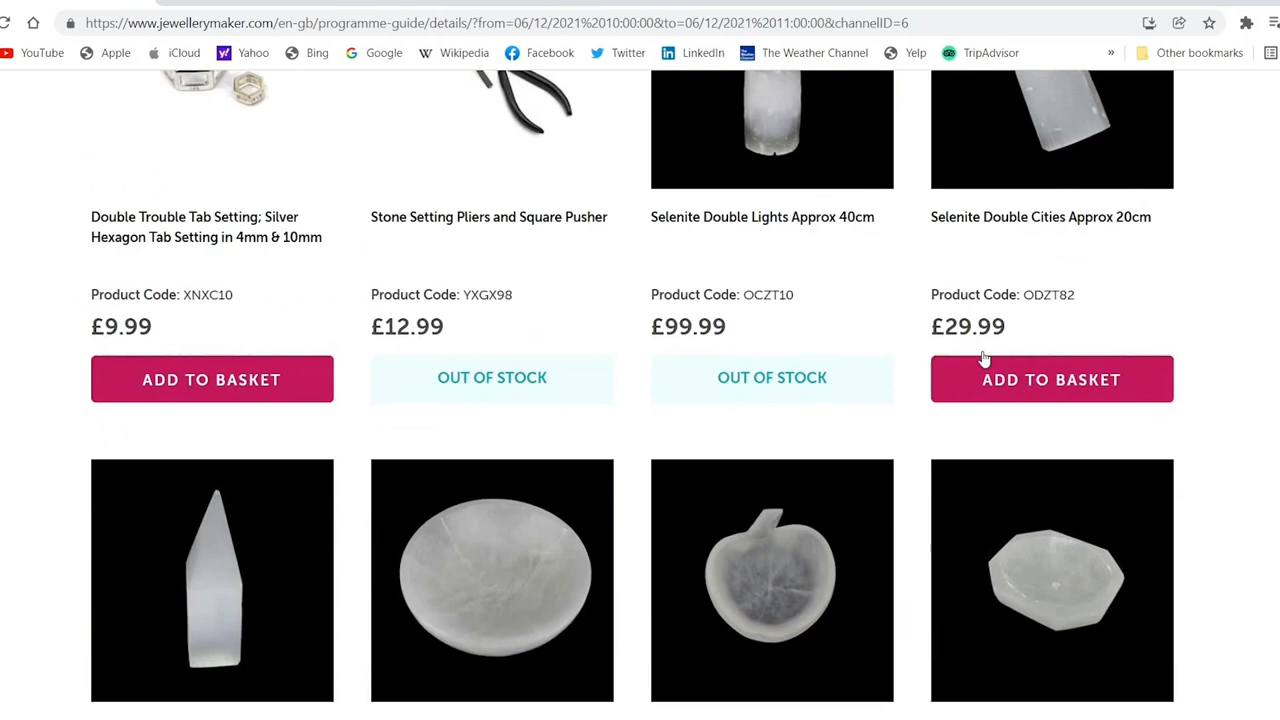 https://www.jewellerymaker.com/en-gb/programme-guide/details/?from=06/12/2021%2010:00:00&to=06/12/2021%2011:00:00&channelID=6
YouTube Apple iCloud Yahoo Bing Google Wikipedia Facebook Twitter LinkedIn The Weather Channel Yelp TripAdvisor » Other bookmarks
Double Trouble Tab Setting; Silver
Hexagon Tab Setting in 4mm & 10mm
Product Code: XNXC10
£9.99
ADD TO BASKET
Stone Setting Pliers and Square Pusher
Product Code: YXGX98
£12.99
OUT OF STOCK
Selenite Double Lights Approx 40cm
Product Code: OCZT10
£99.99
OUT OF STOCK
Selenite Double Cities Approx 20cm
Product Code: ODZT82
£29.99
ADD TO BASKET